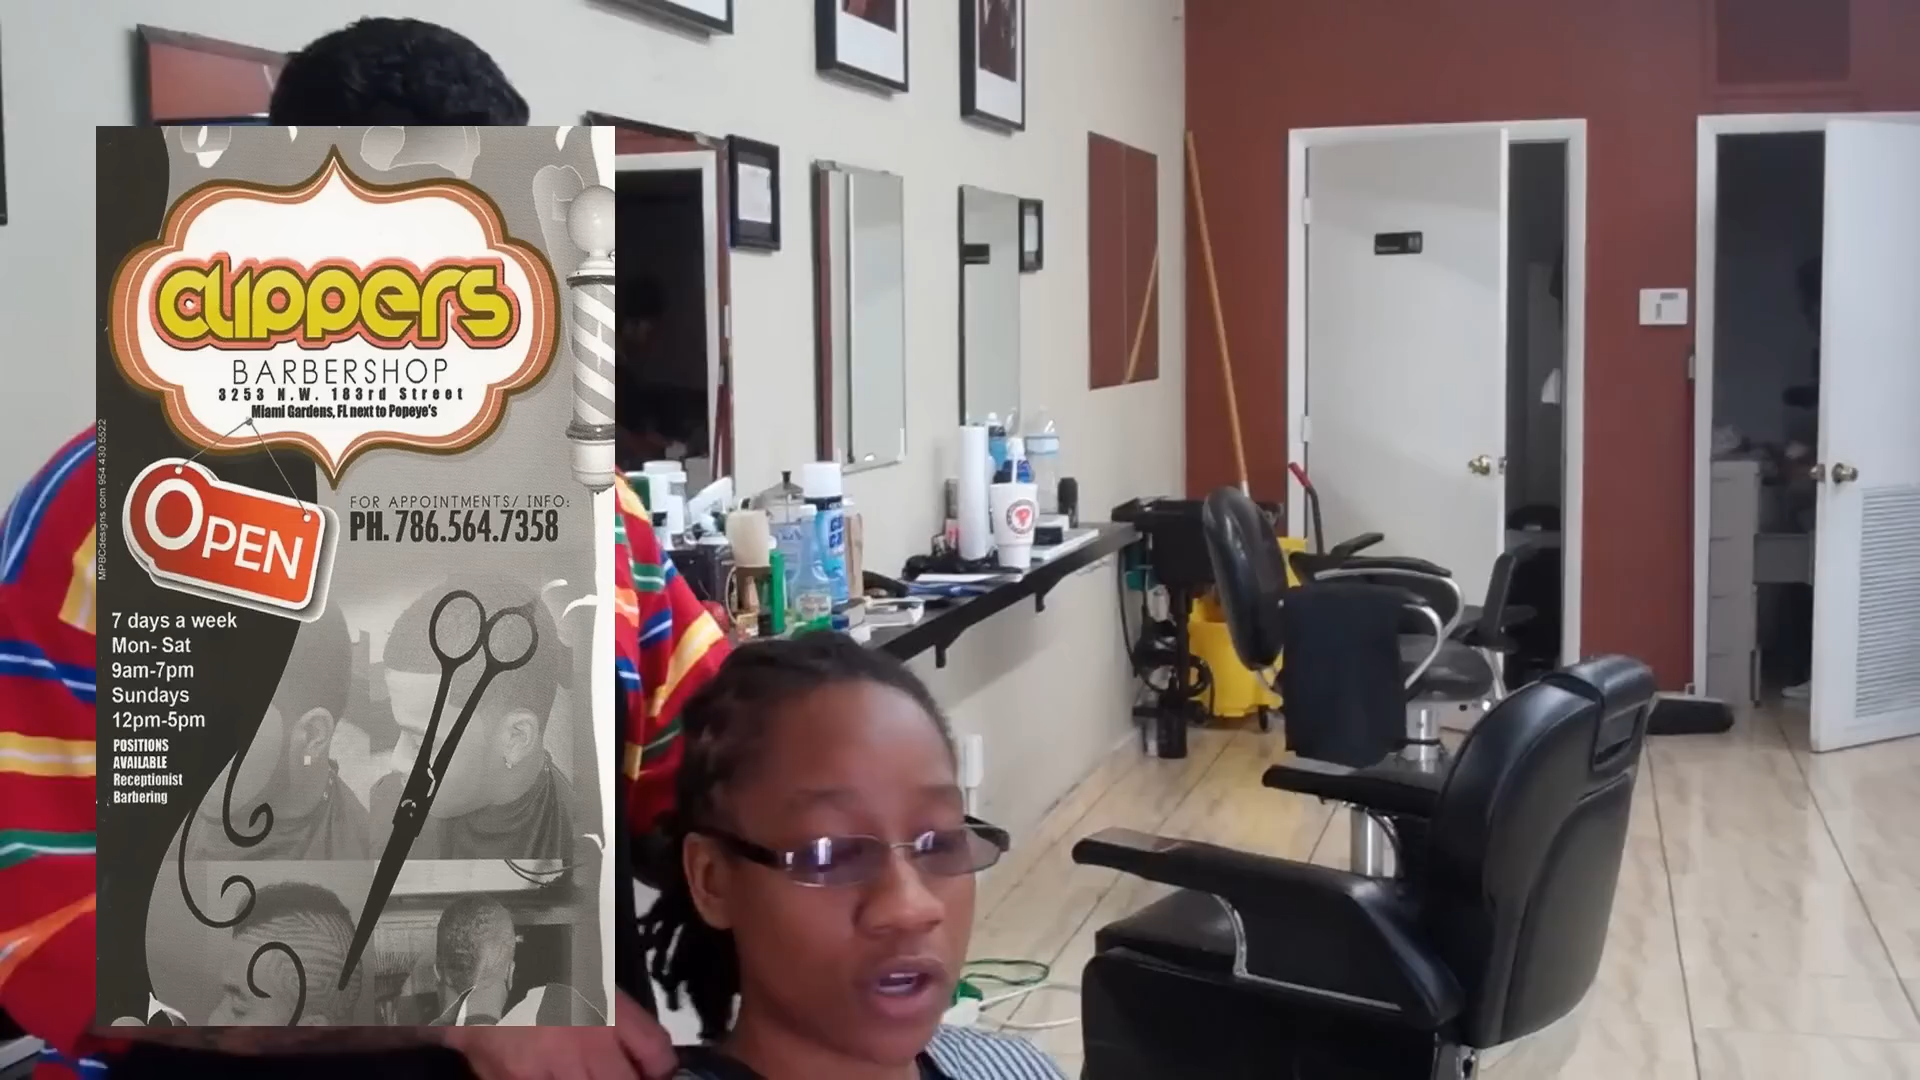 CLIPPERS
BARBERSHOP
3253 N.W. 183rd Street
Miami Gardens, FL next to Popeye's
OPEN
FOR APPOINTMENTS/ INFO:
PH. 786.564.7358
7 days a week
Mon- Sat
9am-7pm
Sundays
12pm-5pm
POSITIONS
AVAILABLE
Receptionist
Barbering
MPBCdesigns.com 954.430.5522